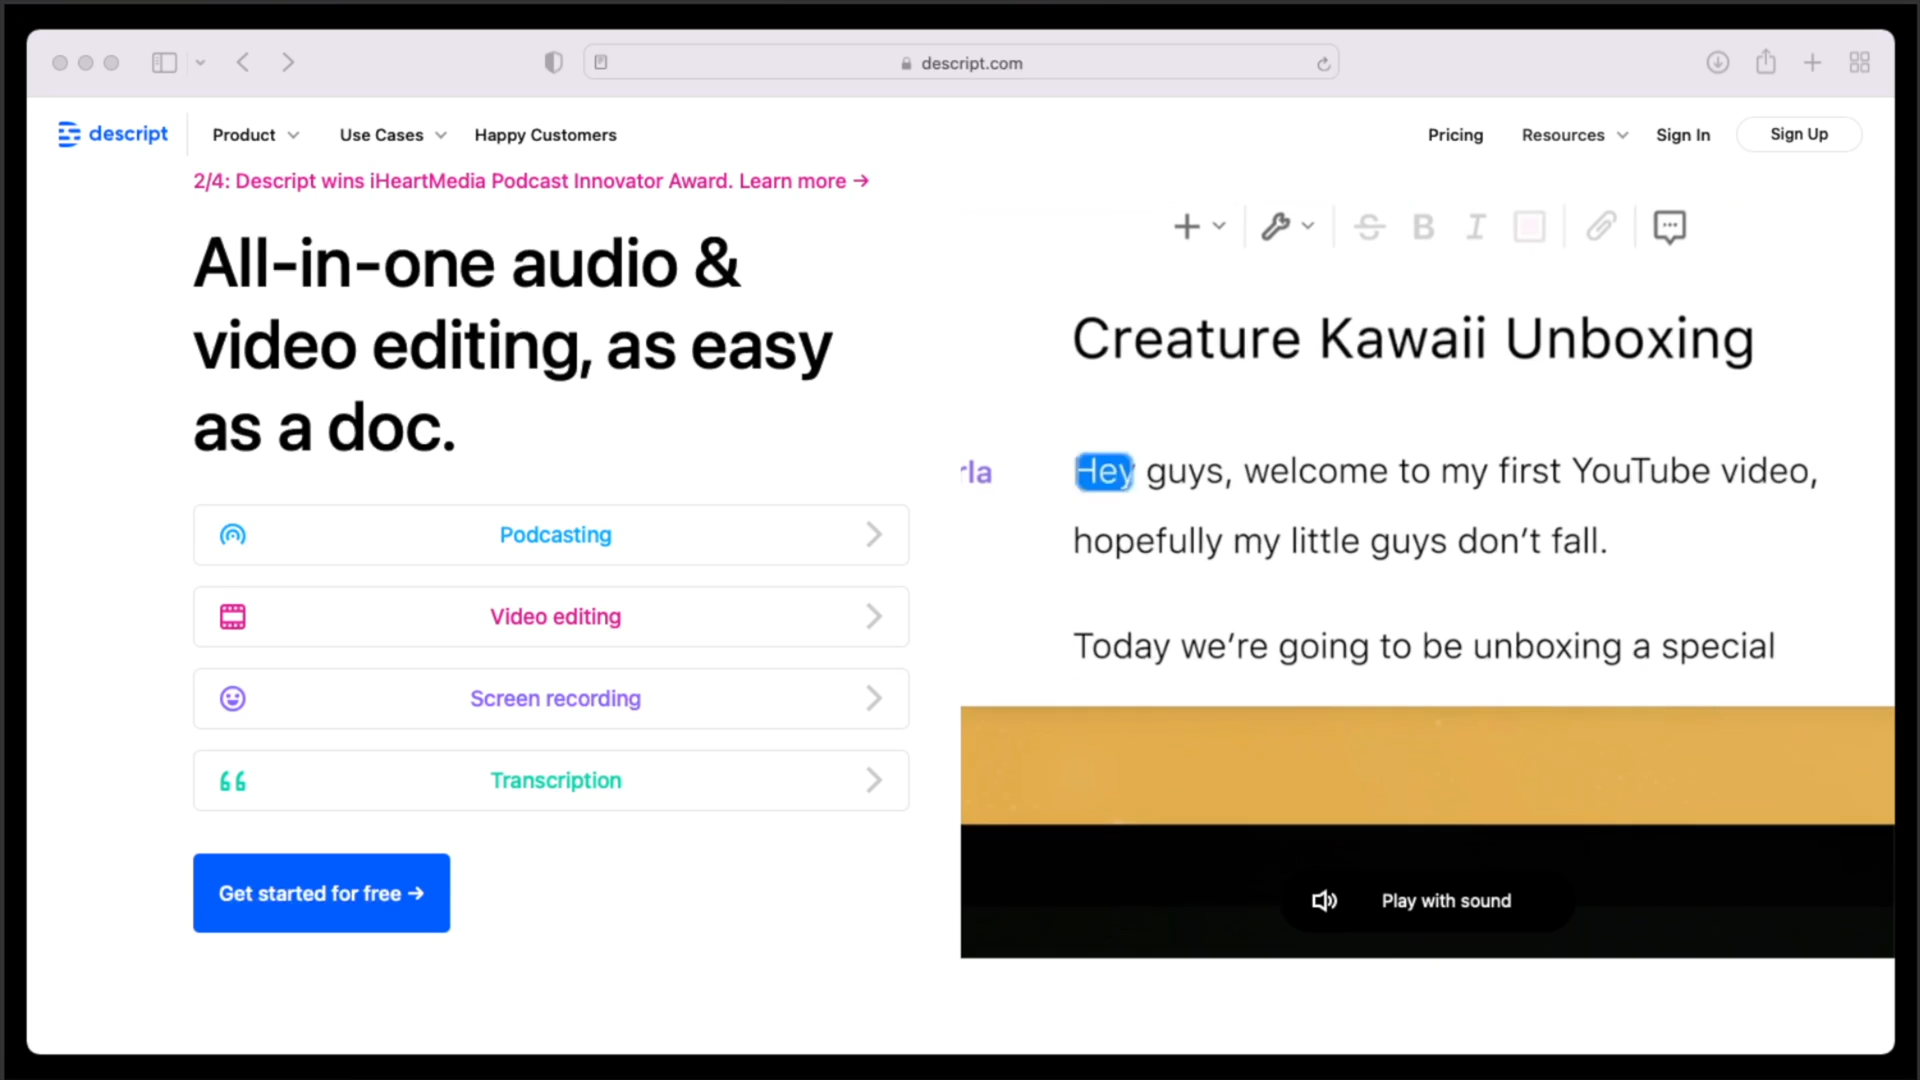 descript.com
descript
Product
Use Cases
Happy Customers
Pricing
Resources
Sign In
Sign Up
2/4: Descript wins iHeartMedia Podcast Innovator Award. Learn more →
All-in-one audio &
video editing, as easy
as a doc.
Podcasting
Video editing
Screen recording
Transcription
Get started for free →
B I
Creature Kawaii Unboxing
rla
Hey guys, welcome to my first YouTube video,
hopefully my little guys don’t fall.
Today we’re going to be unboxing a special
Play with sound